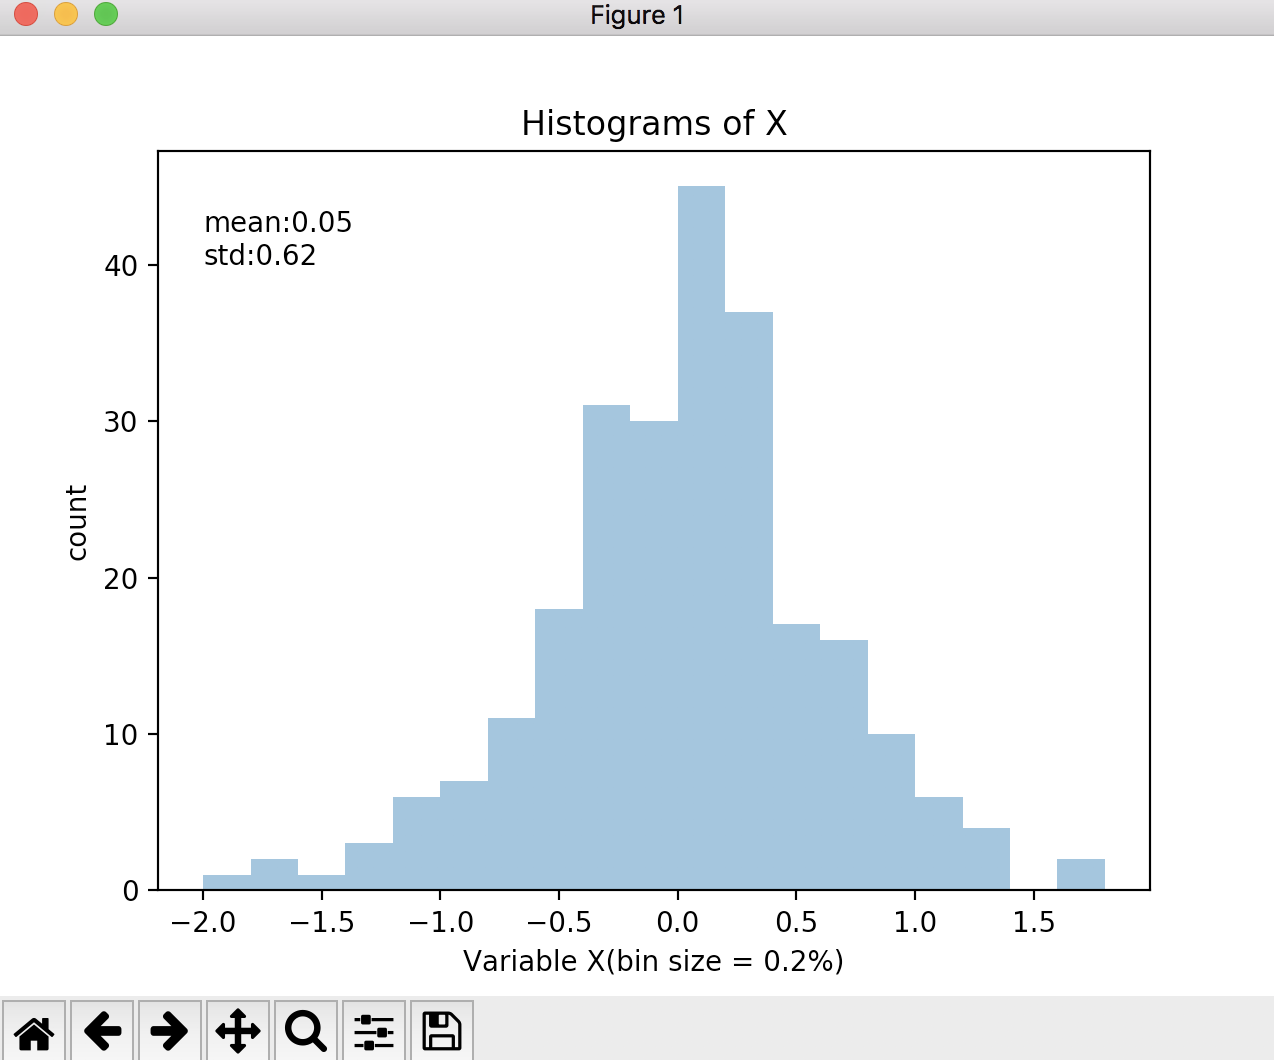 Figure 1
Histograms of X
mean:0.05
std:0.62
40
30
20
10
0
count
−2.0 −1.5 −1.0 −0.5 0.0 0.5 1.0 1.5
Variable X(bin size = 0.2%)